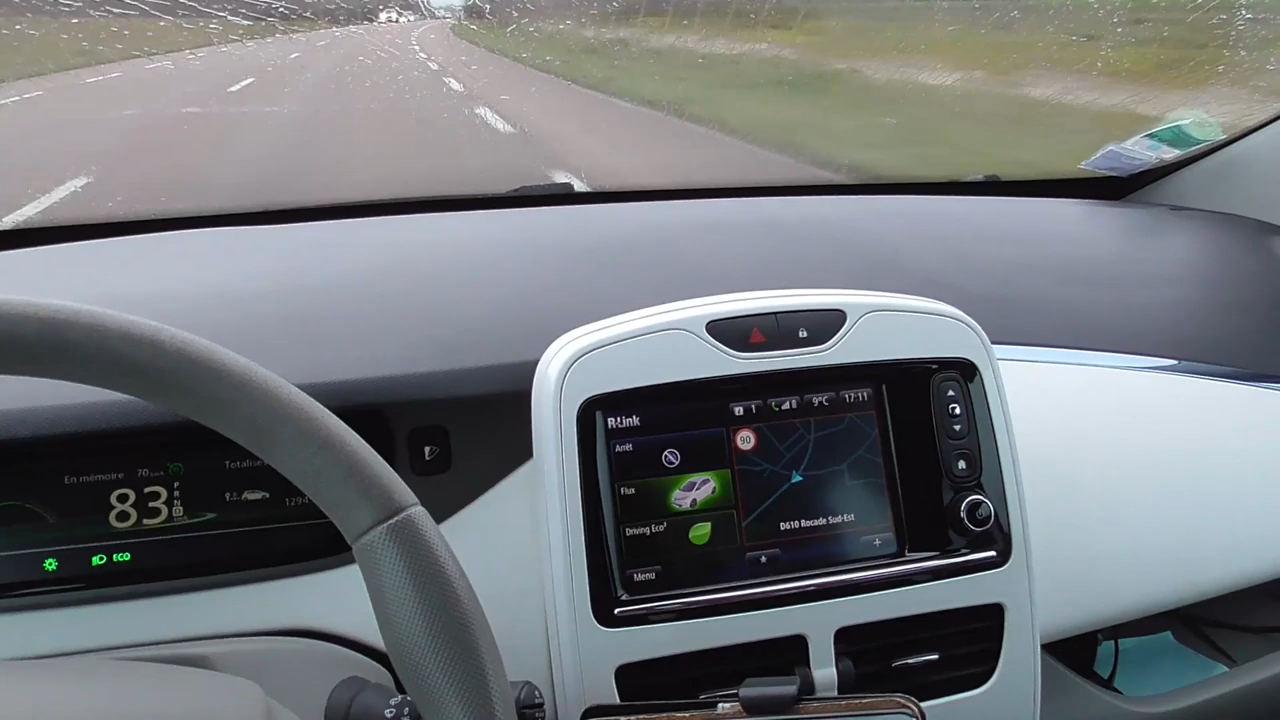 R-Link
1
9°C
17:11
Arrêt
90
Flux
Driving Eco²
D610 Rocade Sud-Est
Menu
En mémoire 70 km/h
83
P
R
N
D
1294
ECO